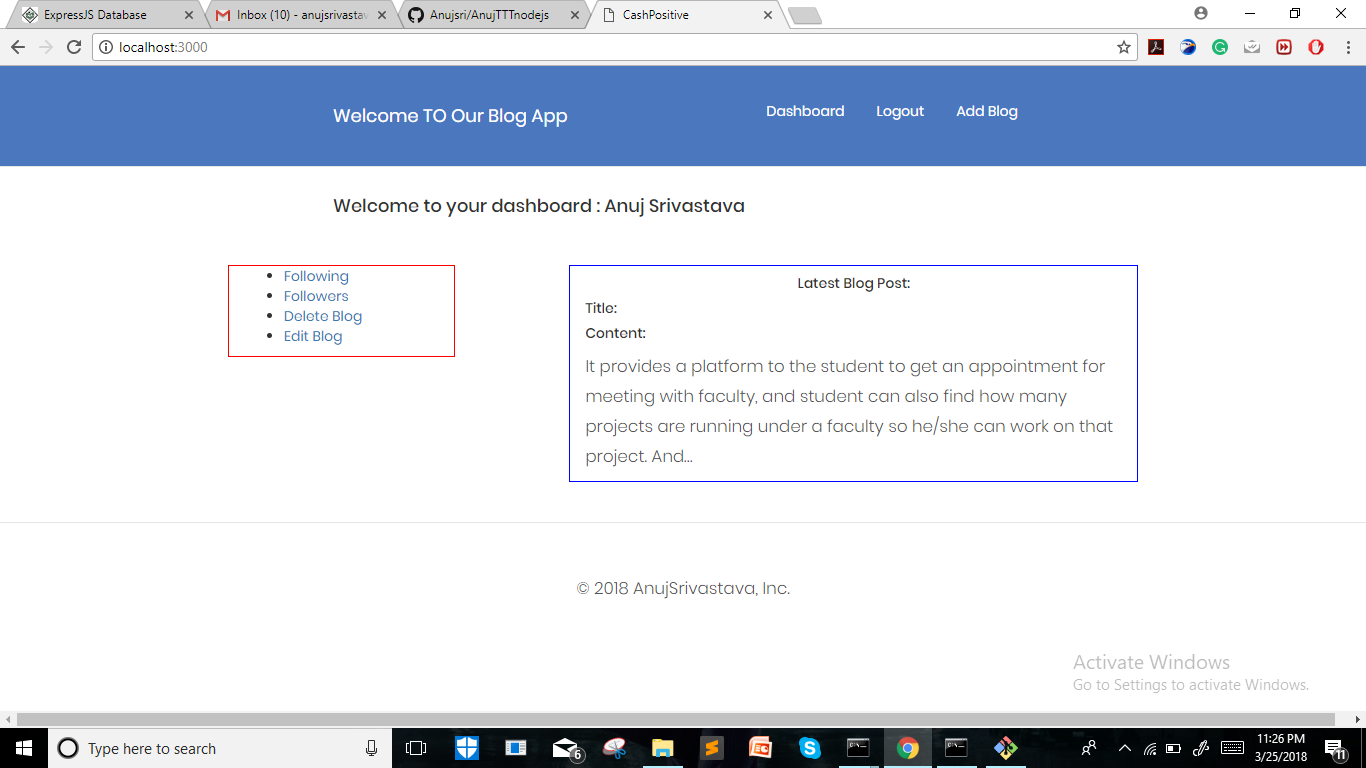 ExpressJS Database
Inbox (10) - anujsrivastav
Anujsri/AnujTTTnodejs
CashPositive
localhost:3000
Welcome TO Our Blog App
Dashboard
Logout
Add Blog
Welcome to your dashboard : Anuj Srivastava
Following
Followers
Delete Blog
Edit Blog
Latest Blog Post:
Title:
Content:
It provides a platform to the student to get an appointment for
meeting with faculty, and student can also find how many
projects are running under a faculty so he/she can work on that
project. And...
© 2018 AnujSrivastava, Inc.
Activate Windows
Go to Settings to activate Windows.
Type here to search
6
11:26 PM
3/25/2018
11